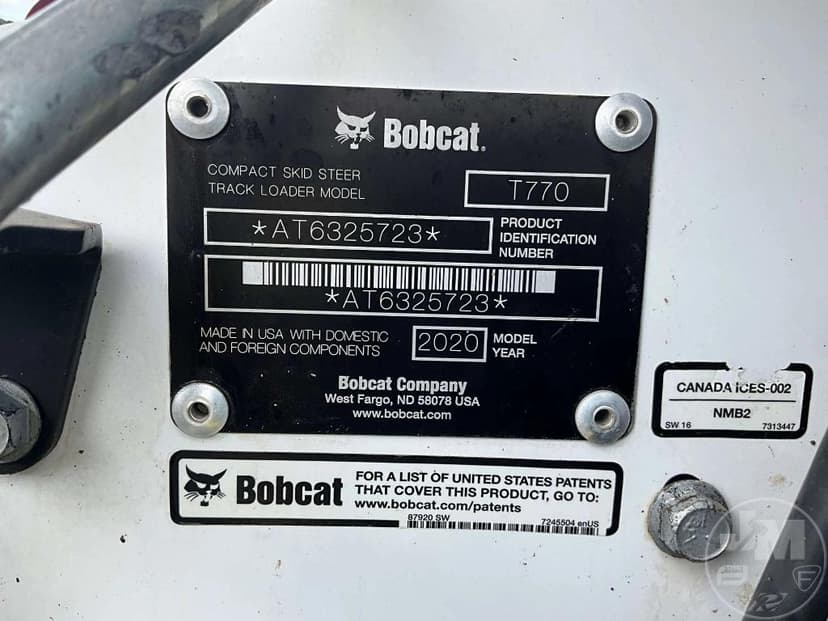 Bobcat.
COMPACT SKID STEER
TRACK LOADER MODEL
T770
*AT6325723*
PRODUCT
IDENTIFICATION
NUMBER
*AT6325723*
MADE IN USA WITH DOMESTIC
AND FOREIGN COMPONENTS
2020
MODEL
YEAR
Bobcat Company
West Fargo, ND 58078 USA
www.bobcat.com
CANADA ICES-002
NMB2
SW 16 7313447
Bobcat
FOR A LIST OF UNITED STATES PATENTS
THAT COVER THIS PRODUCT, GO TO:
www.bobcat.com/patents
87920 SW 7245504 enUS
JM